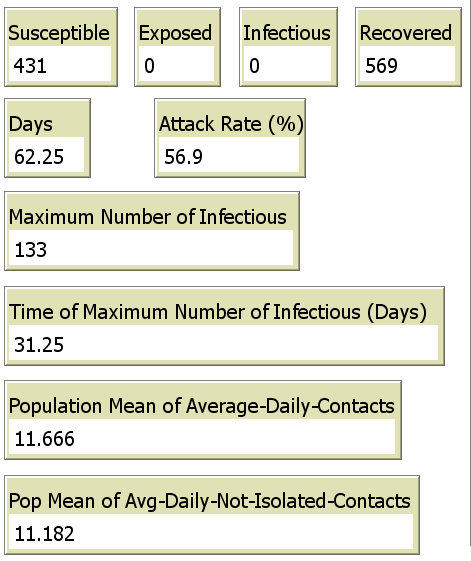 Susceptible Exposed Infectious Recovered
431 0 0 569
Days Attack Rate (%)
62.25 56.9
Maximum Number of Infectious
133
Time of Maximum Number of Infectious (Days)
31.25
Population Mean of Average-Daily-Contacts
11.666
Pop Mean of Avg-Daily-Not-Isolated-Contacts
11.182